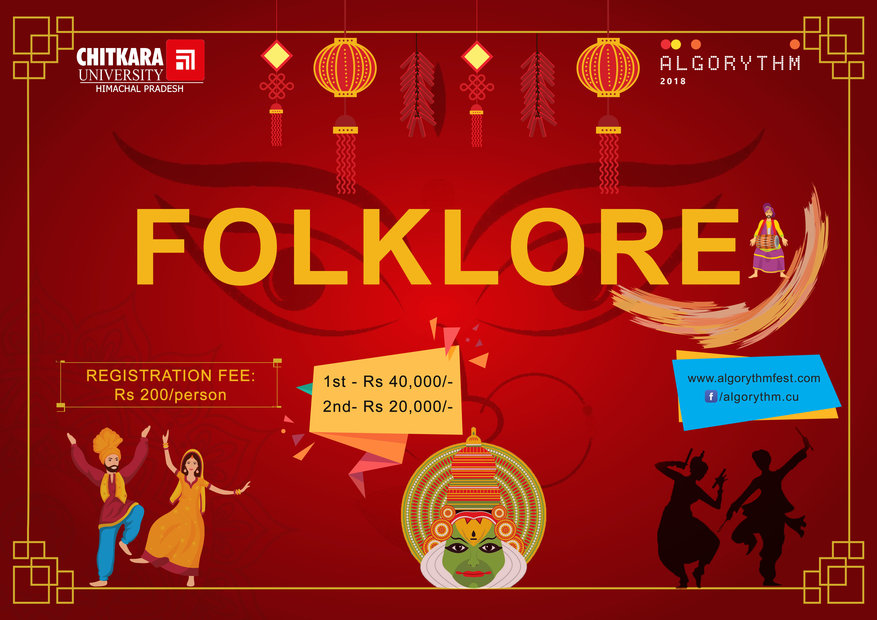 CHITKARA
UNIVERSITY
HIMACHAL PRADESH
ALGORYTHM
2018
FOLKLORE
REGISTRATION FEE:
Rs 200/person
1st - Rs 40,000/-
2nd- Rs 20,000/-
www.algorythmfest.com
f/algorythm.cu